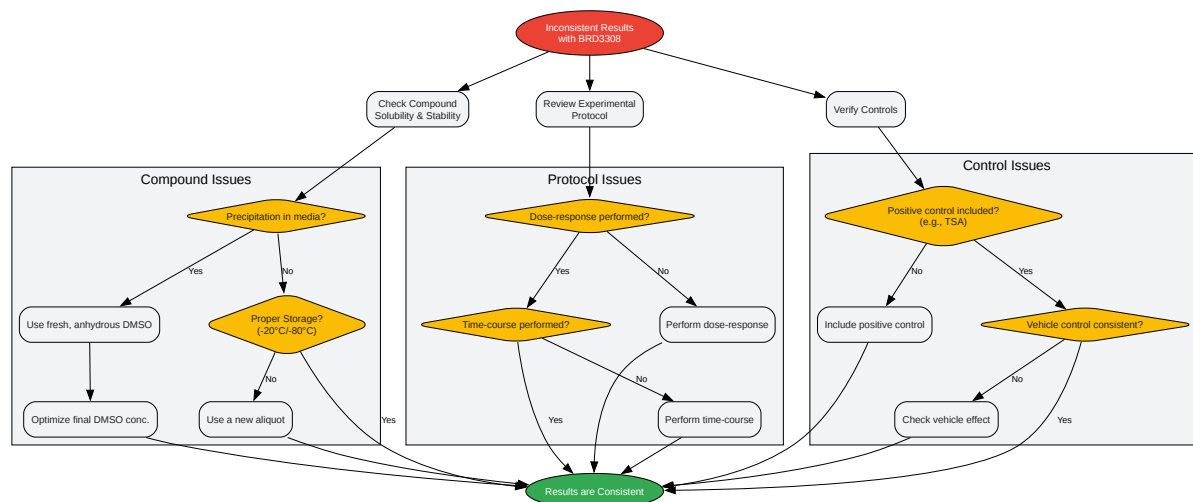 Inconsistent Results
with BRD3308
Check Compound
Solubility & Stability
Review Experimental
Protocol
Verify Controls
Compound Issues
Protocol Issues
Control Issues
Precipitation in media?
Dose-response performed?
Positive control included?
(e.g., TSA)
Yes
No
Yes
No
No
Yes
Use fresh, anhydrous DMSO
Proper Storage?
(-20°C/-80°C)
Time-course performed?
Perform dose-response
Include positive control
Vehicle control consistent?
No
No
No
Optimize final DMSO conc.
Use a new aliquot
Yes
Yes
Perform time-course
Check vehicle effect
Yes
Results are Consistent